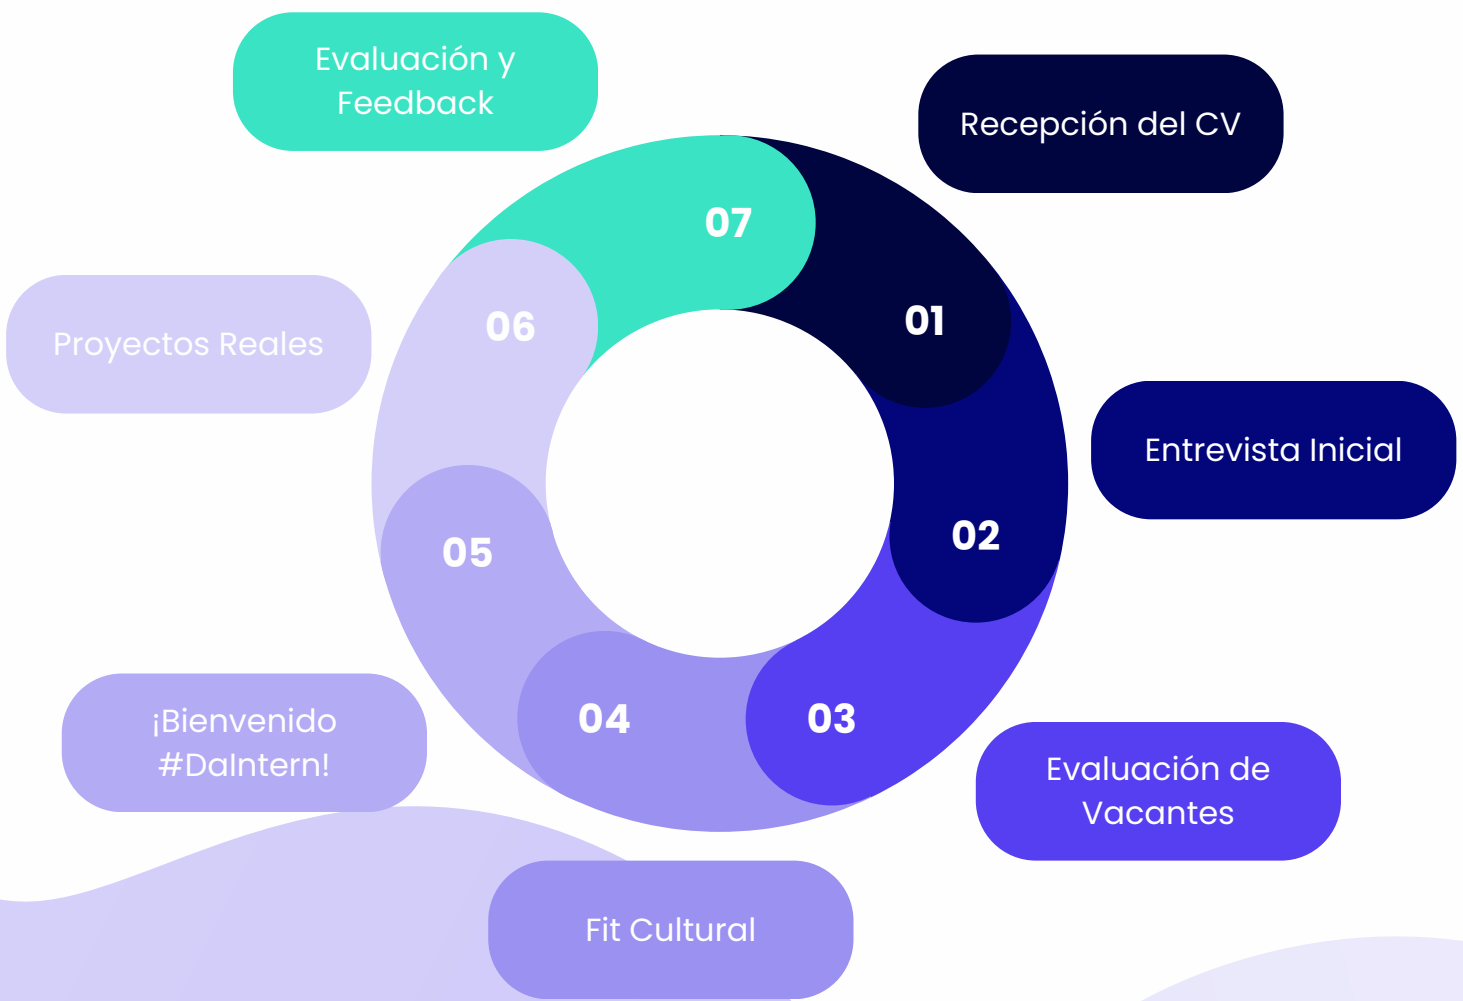 Evaluación y
Feedback
Recepción del CV
07
01
06
Proyectos Reales
Entrevista Inicial
02
05
04
03
¡Bienvenido
#DaIntern!
Evaluación de
Vacantes
Fit Cultural